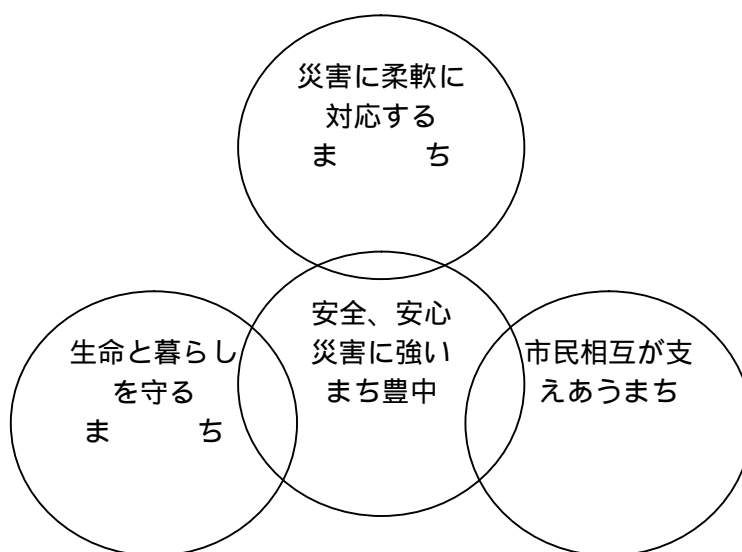 災害に柔軟に
対応する
ま　　ち
安全、安心
災害に強い
まち豊中
生命と暮らし
を守る
ま　　ち
市民相互が支
えあうまち